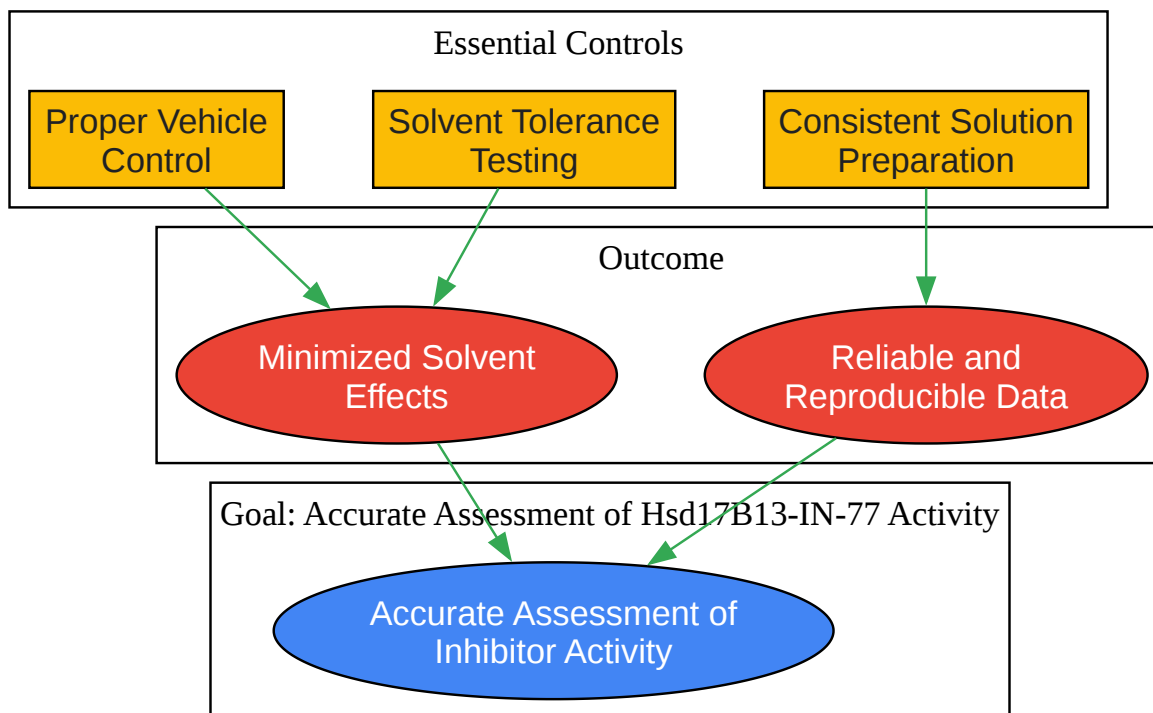 Essential Controls
Proper Vehicle
Control
Solvent Tolerance
Testing
Consistent Solution
Preparation
Outcome
Minimized Solvent
Effects
Reliable and
Reproducible Data
Goal: Accurate Assessment of Hsd17B13-IN-77 Activity
Accurate Assessment of
Inhibitor Activity